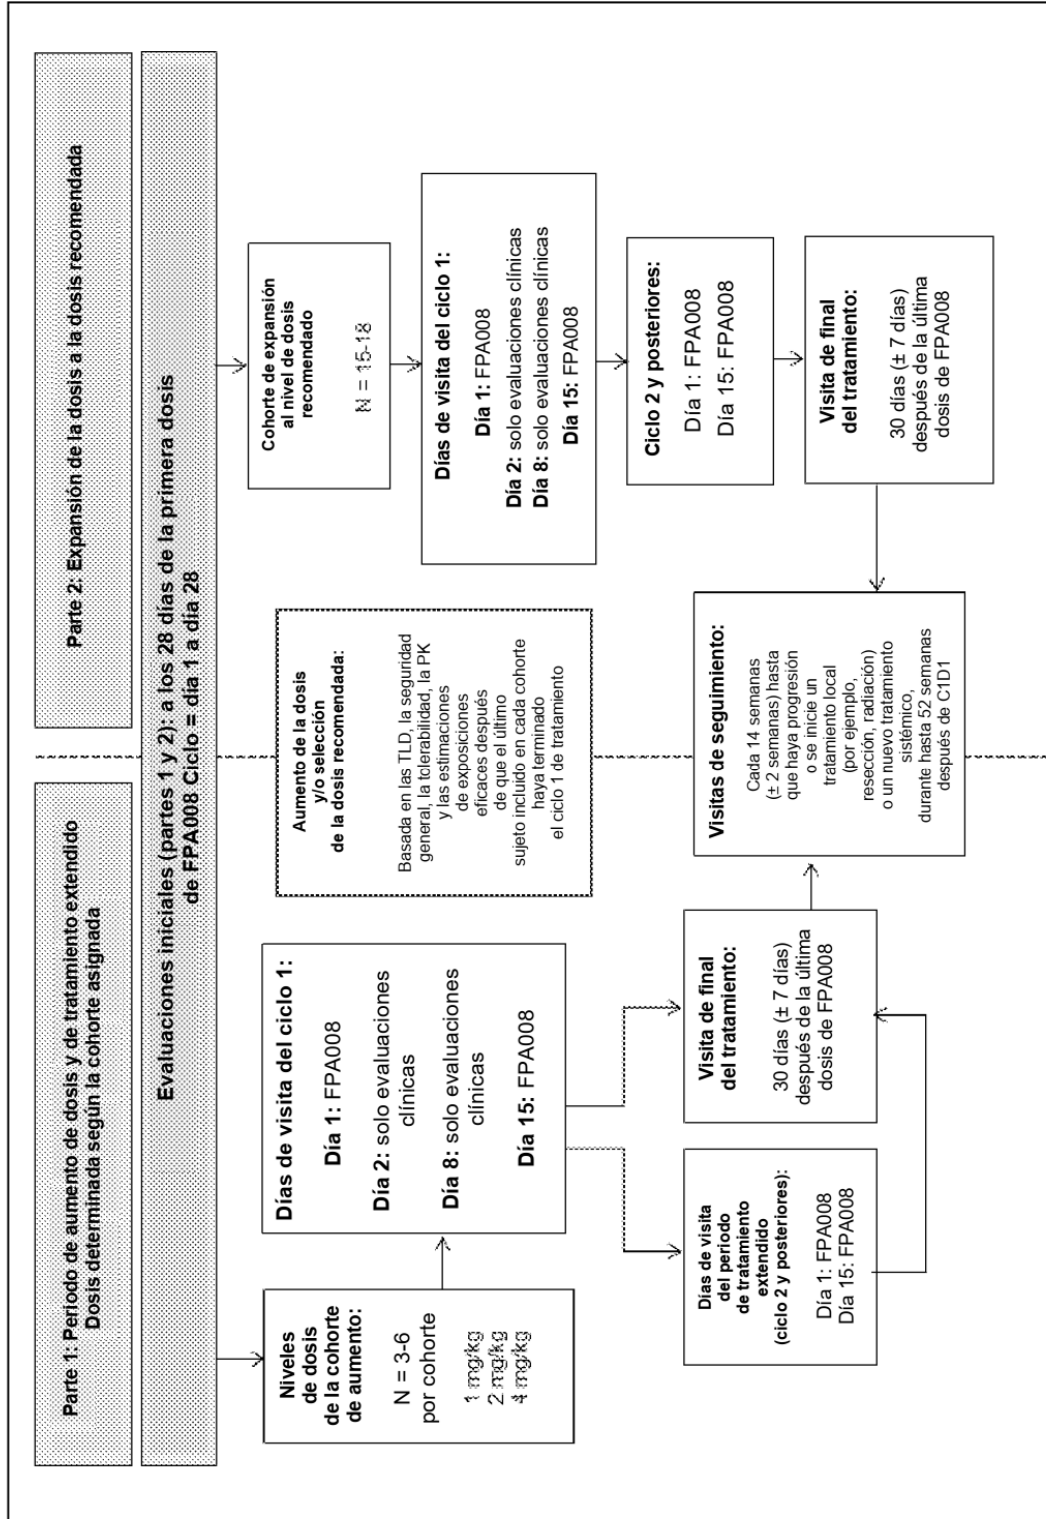 Parte 1: Periodo de aumento de dosis y de tratamiento extendido
Dosis determinada según la cohorte asignada
Parte 2: Expansión de la dosis a la dosis recomendada
Evaluaciones iniciales (partes 1 y 2): a los 28 días de la primera dosis
de FPA008 Ciclo = día 1 a día 28
Niveles
de dosis
de la cohorte
de aumento:
N = 3-6
por cohorte
1 mg/kg
2 mg/kg
4 mg/kg
Días de visita del ciclo 1:
Día 1: FPA008
Día 2: solo evaluaciones
clínicas
Día 8: solo evaluaciones
clínicas
Día 15: FPA008
Días de visita
del periodo
de tratamiento
extendido
(ciclo 2 y posteriores):
Día 1: FPA008
Día 15: FPA008
Visita de final
del tratamiento:
30 días (± 7 días)
después de la última
dosis de FPA008
Aumento de la dosis
y/o selección
de la dosis recomendada:
Basada en las TLD, la seguridad
general, la tolerabilidad, la PK
y las estimaciones
de exposiciones
eficaces después
de que el último
sujeto incluido en cada cohorte
haya terminado
el ciclo 1 de tratamiento
Visitas de seguimiento:
Cada 14 semanas
(± 2 semanas) hasta
que haya progresión
o se inicie un
tratamiento local
(por ejemplo,
resección, radiación)
o un nuevo tratamiento
sistémico,
durante hasta 52 semanas
después de C1D1
Cohorte de expansión
al nivel de dosis
recomendado
N = 15-18
Días de visita del ciclo 1:
Día 1: FPA008
Día 2: solo evaluaciones clínicas
Día 8: solo evaluaciones clínicas
Día 15: FPA008
Ciclo 2 y posteriores:
Día 1: FPA008
Día 15: FPA008
Visita de final
del tratamiento:
30 días (± 7 días)
después de la última
dosis de FPA008